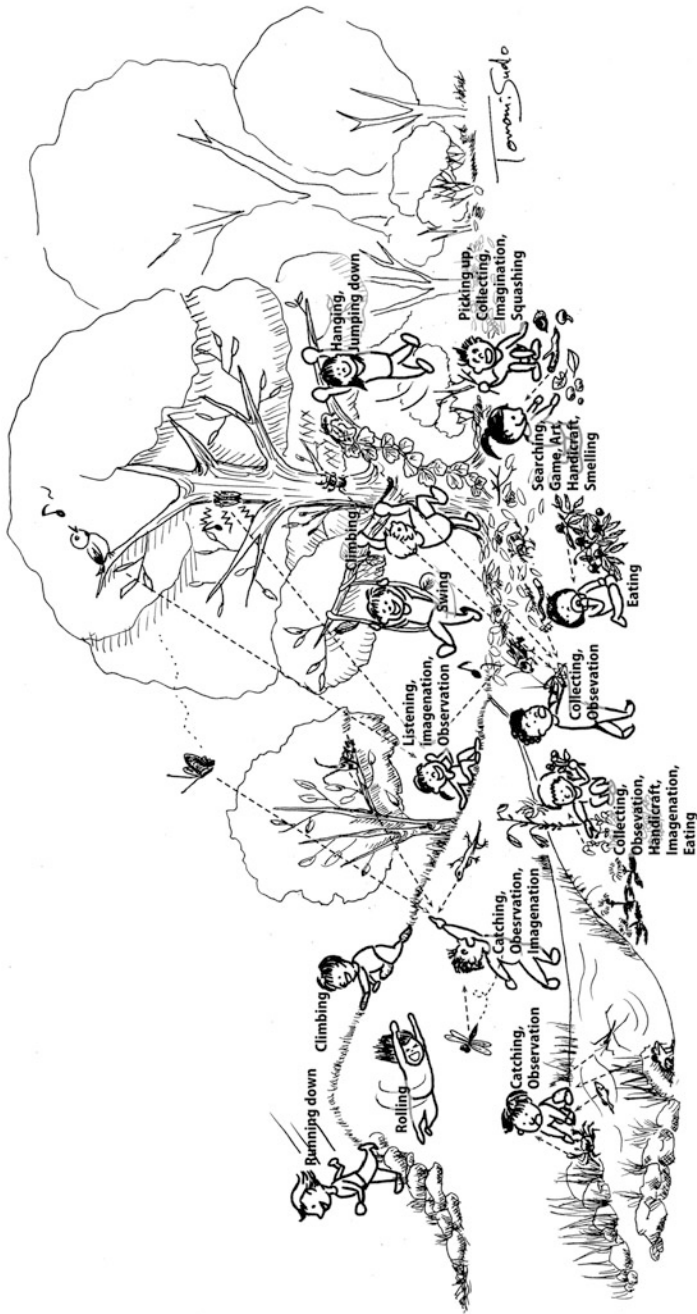 Running down
Climbing
Rolling
Catching,
Observation
Catching,
Obesrvation,
Imagenation
Listening,
imagenation,
Observation
Swing
Climbing
Hanging,
Jumping down
Picking up,
Collecting,
Imagination,
Squashing
Searching,
Game, Art,
Handicraft,
Smelling
Eating
Collecting,
Obsevation
Collecting,
Obsevation,
Handicraft,
Imagenation,
Eating
Tomomi.Sudo